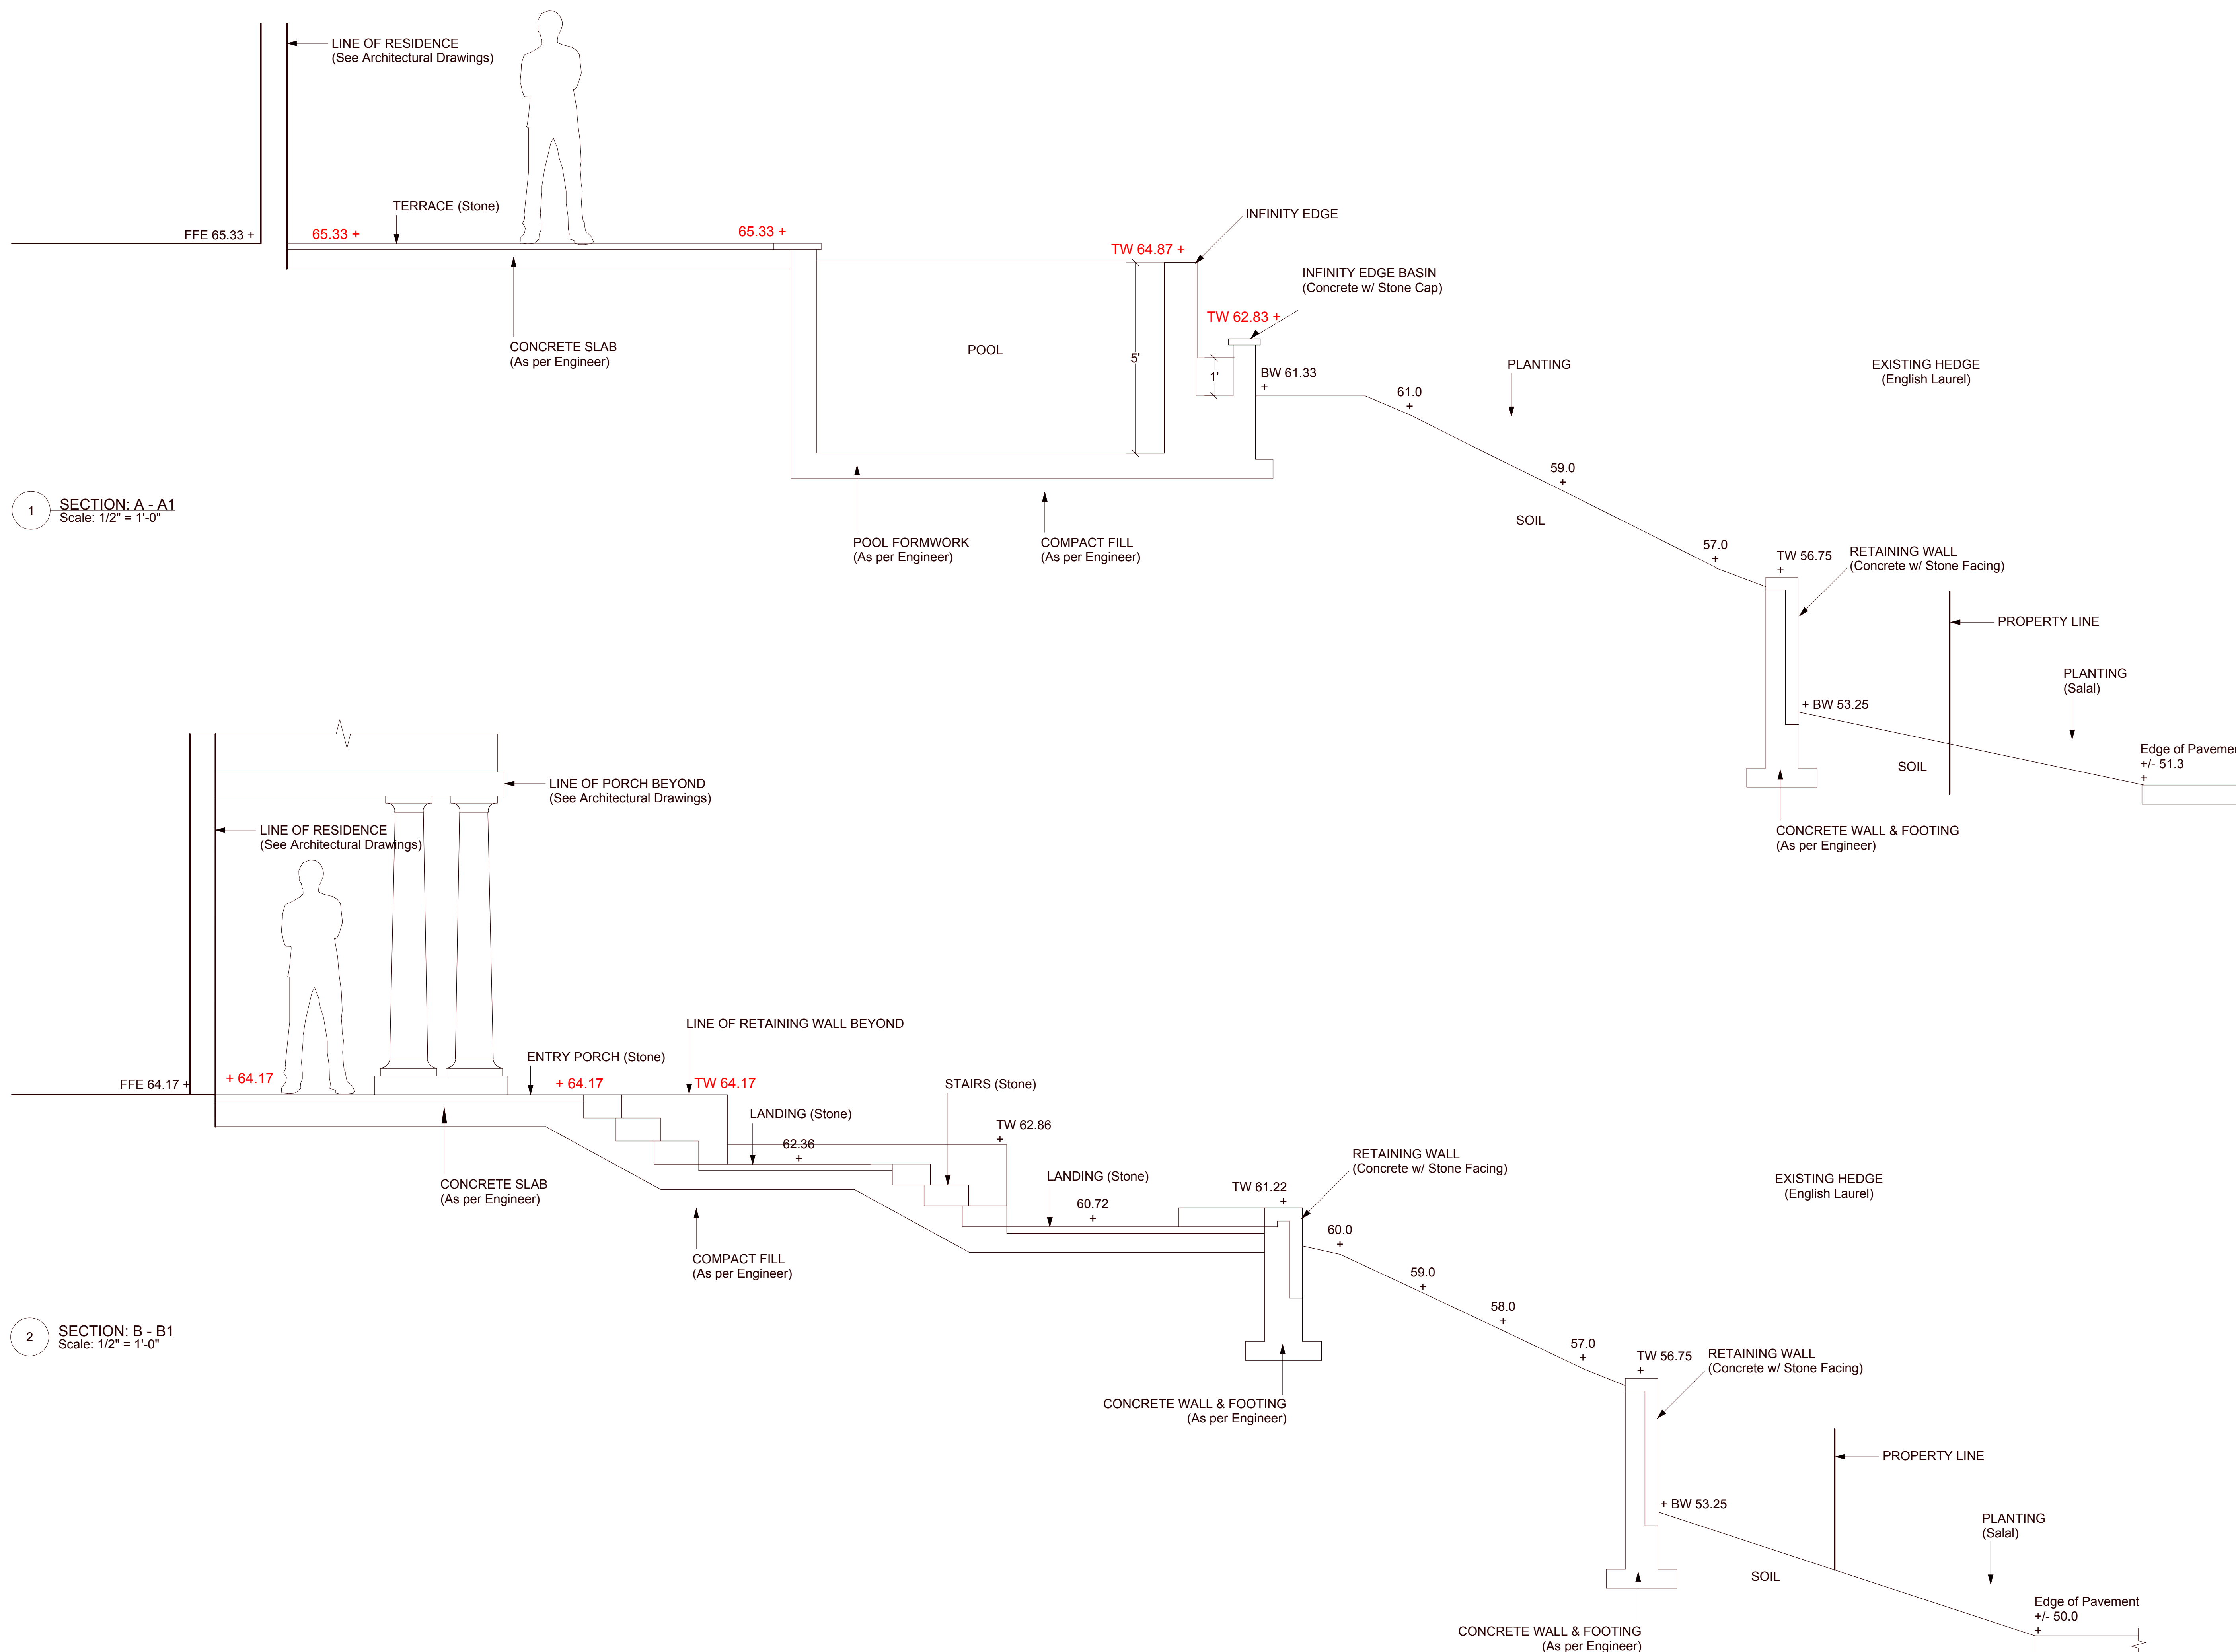 LINE OF RESIDENCE
(See Architectural Drawings)
TERRACE (Stone)
FFE 65.33 +
65.33 +
65.33 +
TW 64.87 +
INFINITY EDGE
INFINITY EDGE BASIN
(Concrete w/ Stone Cap)
TW 62.83 +
CONCRETE SLAB
(As per Engineer)
POOL
5'
1'
BW 61.33
+
61.0
+
PLANTING
EXISTING HEDGE
(English Laurel)
59.0
+
SOIL
1
SECTION: A - A1
Scale: 1/2" = 1'-0"
POOL FORMWORK
(As per Engineer)
COMPACT FILL
(As per Engineer)
57.0
+
TW 56.75
+
RETAINING WALL
(Concrete w/ Stone Facing)
PROPERTY LINE
PLANTING
(Salal)
+ BW 53.25
SOIL
Edge of Pavemen
+/- 51.3
+
CONCRETE WALL & FOOTING
(As per Engineer)
LINE OF PORCH BEYOND
(See Architectural Drawings)
LINE OF RESIDENCE
(See Architectural Drawings)
LINE OF RETAINING WALL BEYOND
ENTRY PORCH (Stone)
FFE 64.17 +
+ 64.17
+ 64.17
TW 64.17
STAIRS (Stone)
LANDING (Stone)
62.36
+
TW 62.86
+
CONCRETE SLAB
(As per Engineer)
LANDING (Stone)
60.72
+
TW 61.22
+
RETAINING WALL
(Concrete w/ Stone Facing)
EXISTING HEDGE
(English Laurel)
COMPACT FILL
(As per Engineer)
60.0
+
59.0
+
58.0
+
57.0
+
2
SECTION: B - B1
Scale: 1/2" = 1'-0"
TW 56.75
+
RETAINING WALL
(Concrete w/ Stone Facing)
CONCRETE WALL & FOOTING
(As per Engineer)
PROPERTY LINE
+ BW 53.25
PLANTING
(Salal)
SOIL
Edge of Pavement
+/- 50.0
+
CONCRETE WALL & FOOTING
(As per Engineer)